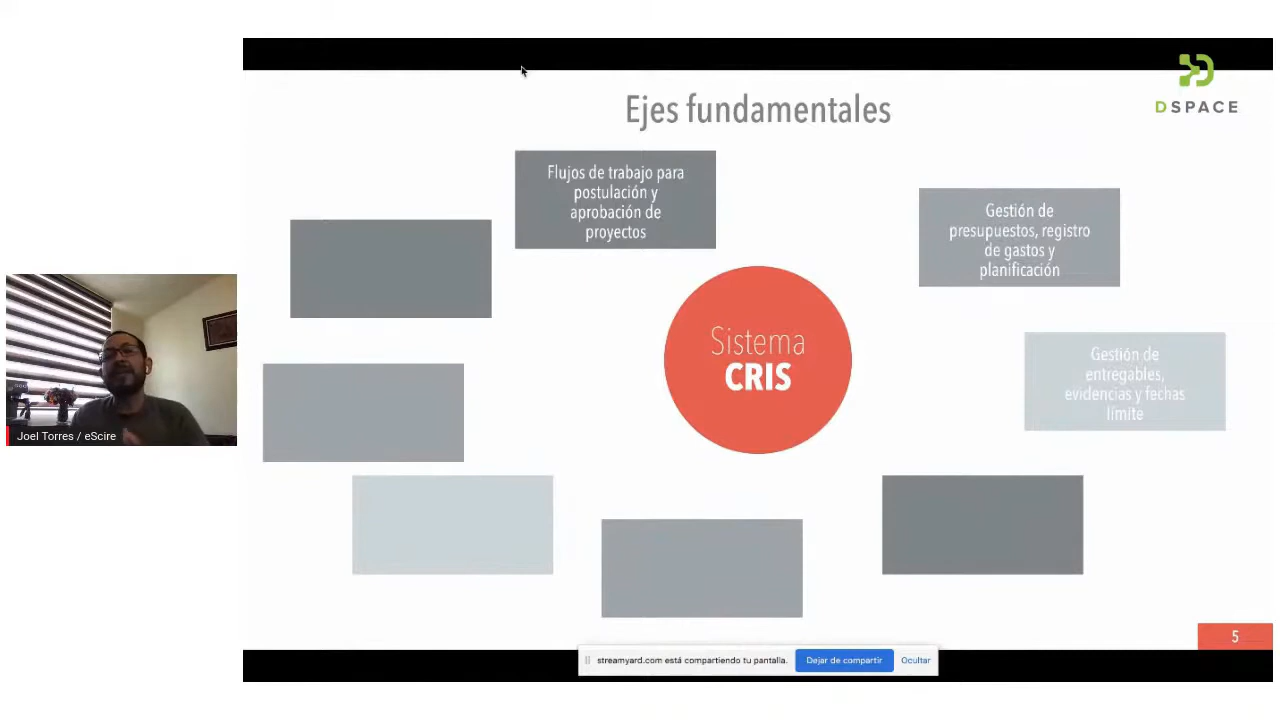 DSPACE
Ejes fundamentales
Flujos de trabajo para
postulación y
aprobación de
proyectos
Gestión de
presupuestos, registro
de gastos y
planificación
Sistema
CRIS
Gestión de
entregables,
evidencias y fechas
límite
Joel Torres / eScire
5
streamyard.com está compartiendo tu pantalla.
Dejar de compartir
Ocultar